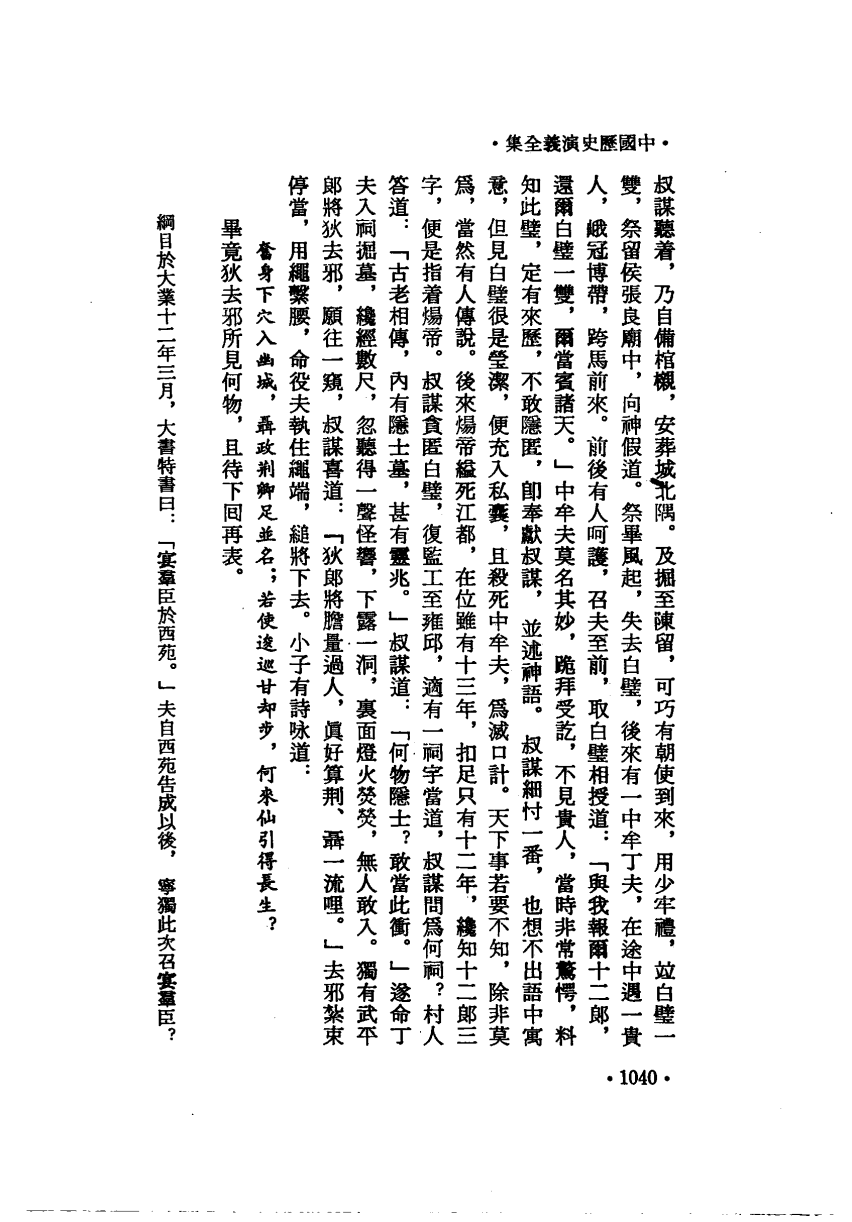 •中國歷史演義全集•
叔謀聽着，乃自備棺櫬，安葬城北隅。及掘至陳留，可巧有朝使到來，用少牢禮，竝白璧一
雙，祭留侯張良廟中，向神假道。祭畢風起，失去白璧，後來有一中牟丁夫，在途中遇一貴
人，峨冠博帶，跨馬前來。前後有人呵護，召夫至前，取白璧相授道：「與我報爾十二郎，
還爾白璧一雙，爾當賓諸天。」中牟夫莫名其妙，跪拜受訖，不見貴人，當時非常驚愕，料
知此璧，定有來歷，不敢隱匿，卽奉獻叔謀，並述神語。叔謀細忖一番，也想不出語中寓
意，但見白璧很是瑩潔，便充入私囊，且殺死中牟夫，爲滅口計。天下事若要不知，除非莫
爲，當然有人傳說。後來煬帝縊死江都，在位雖有十三年，扣足只有十二年，纔知十二郎三
字，便是指着煬帝。叔謀貪匿白璧，復監工至雍邱，適有一祠宇當道，叔謀問爲何祠？村人
答道：「古老相傳，內有隱士墓，甚有靈兆。」叔謀道：「何物隱士？敢當此衝。」遂命丁
夫入祠掘墓，纔經數尺，忽聽得一聲怪響，下露一洞，裏面燈火熒熒，無人敢入。獨有武平
郎將狄去邪，願往一窺，叔謀喜道：「狄郎將膽量過人，眞好算荆、聶一流哩。」去邪紮束
停當，用繩繫腰，命役夫執住繩端，縋將下去。小子有詩咏道：
奮身下穴入幽城，聶政荆卿足並名；若使逡巡甘却步，何來仙引得長生？
畢竟狄去邪所見何物，且待下回再表。
綱目於大業十二年三月，大書特書曰：「宴羣臣於西苑。」夫自西苑告成以後，寧獨此次召宴羣臣？
•1040•